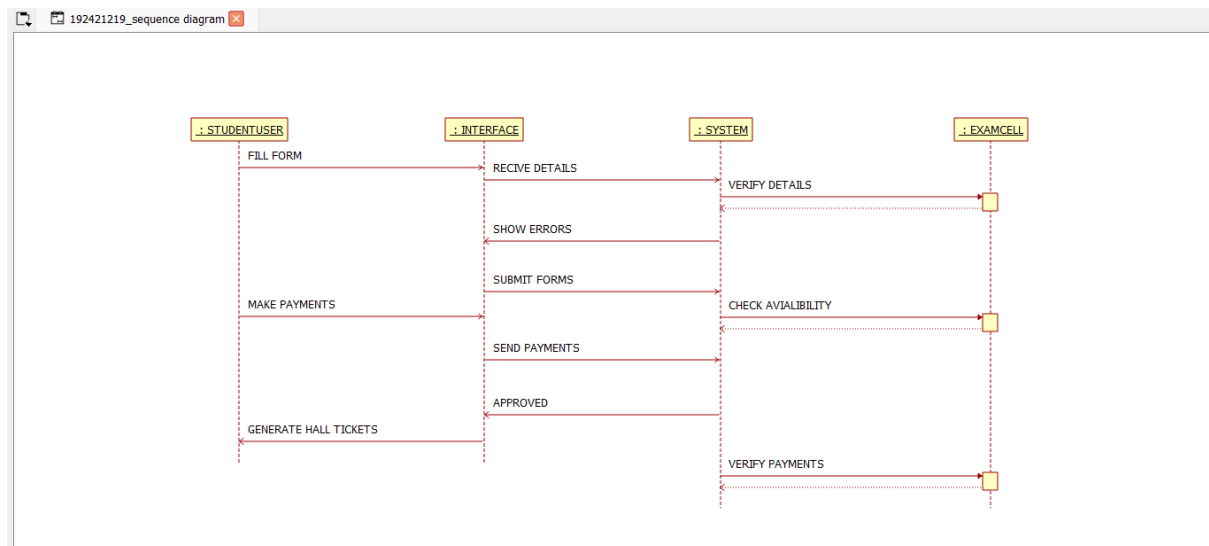 192421219_sequence diagram
: STUDENTUSER
: INTERFACE
: SYSTEM
: EXAMCELL
FILL FORM
RECIVE DETAILS
VERIFY DETAILS
SHOW ERRORS
SUBMIT FORMS
MAKE PAYMENTS
CHECK AVIALIBILITY
SEND PAYMENTS
APPROVED
GENERATE HALL TICKETS
VERIFY PAYMENTS